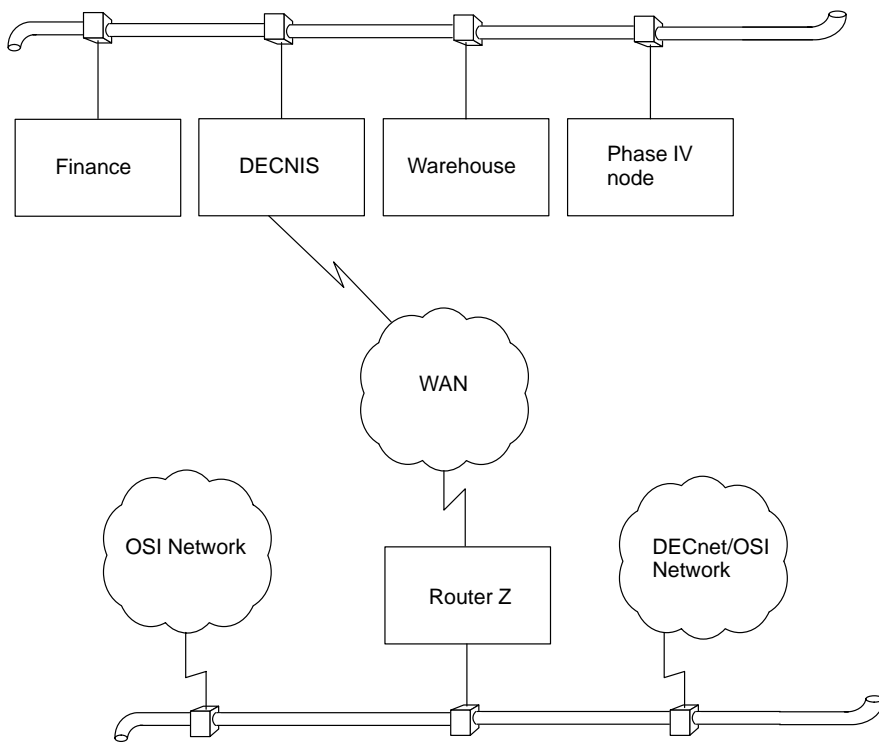 Finance
DECNIS
Warehouse
Phase IV
node
WAN
OSI Network
Router Z
DECnet/OSI
Network